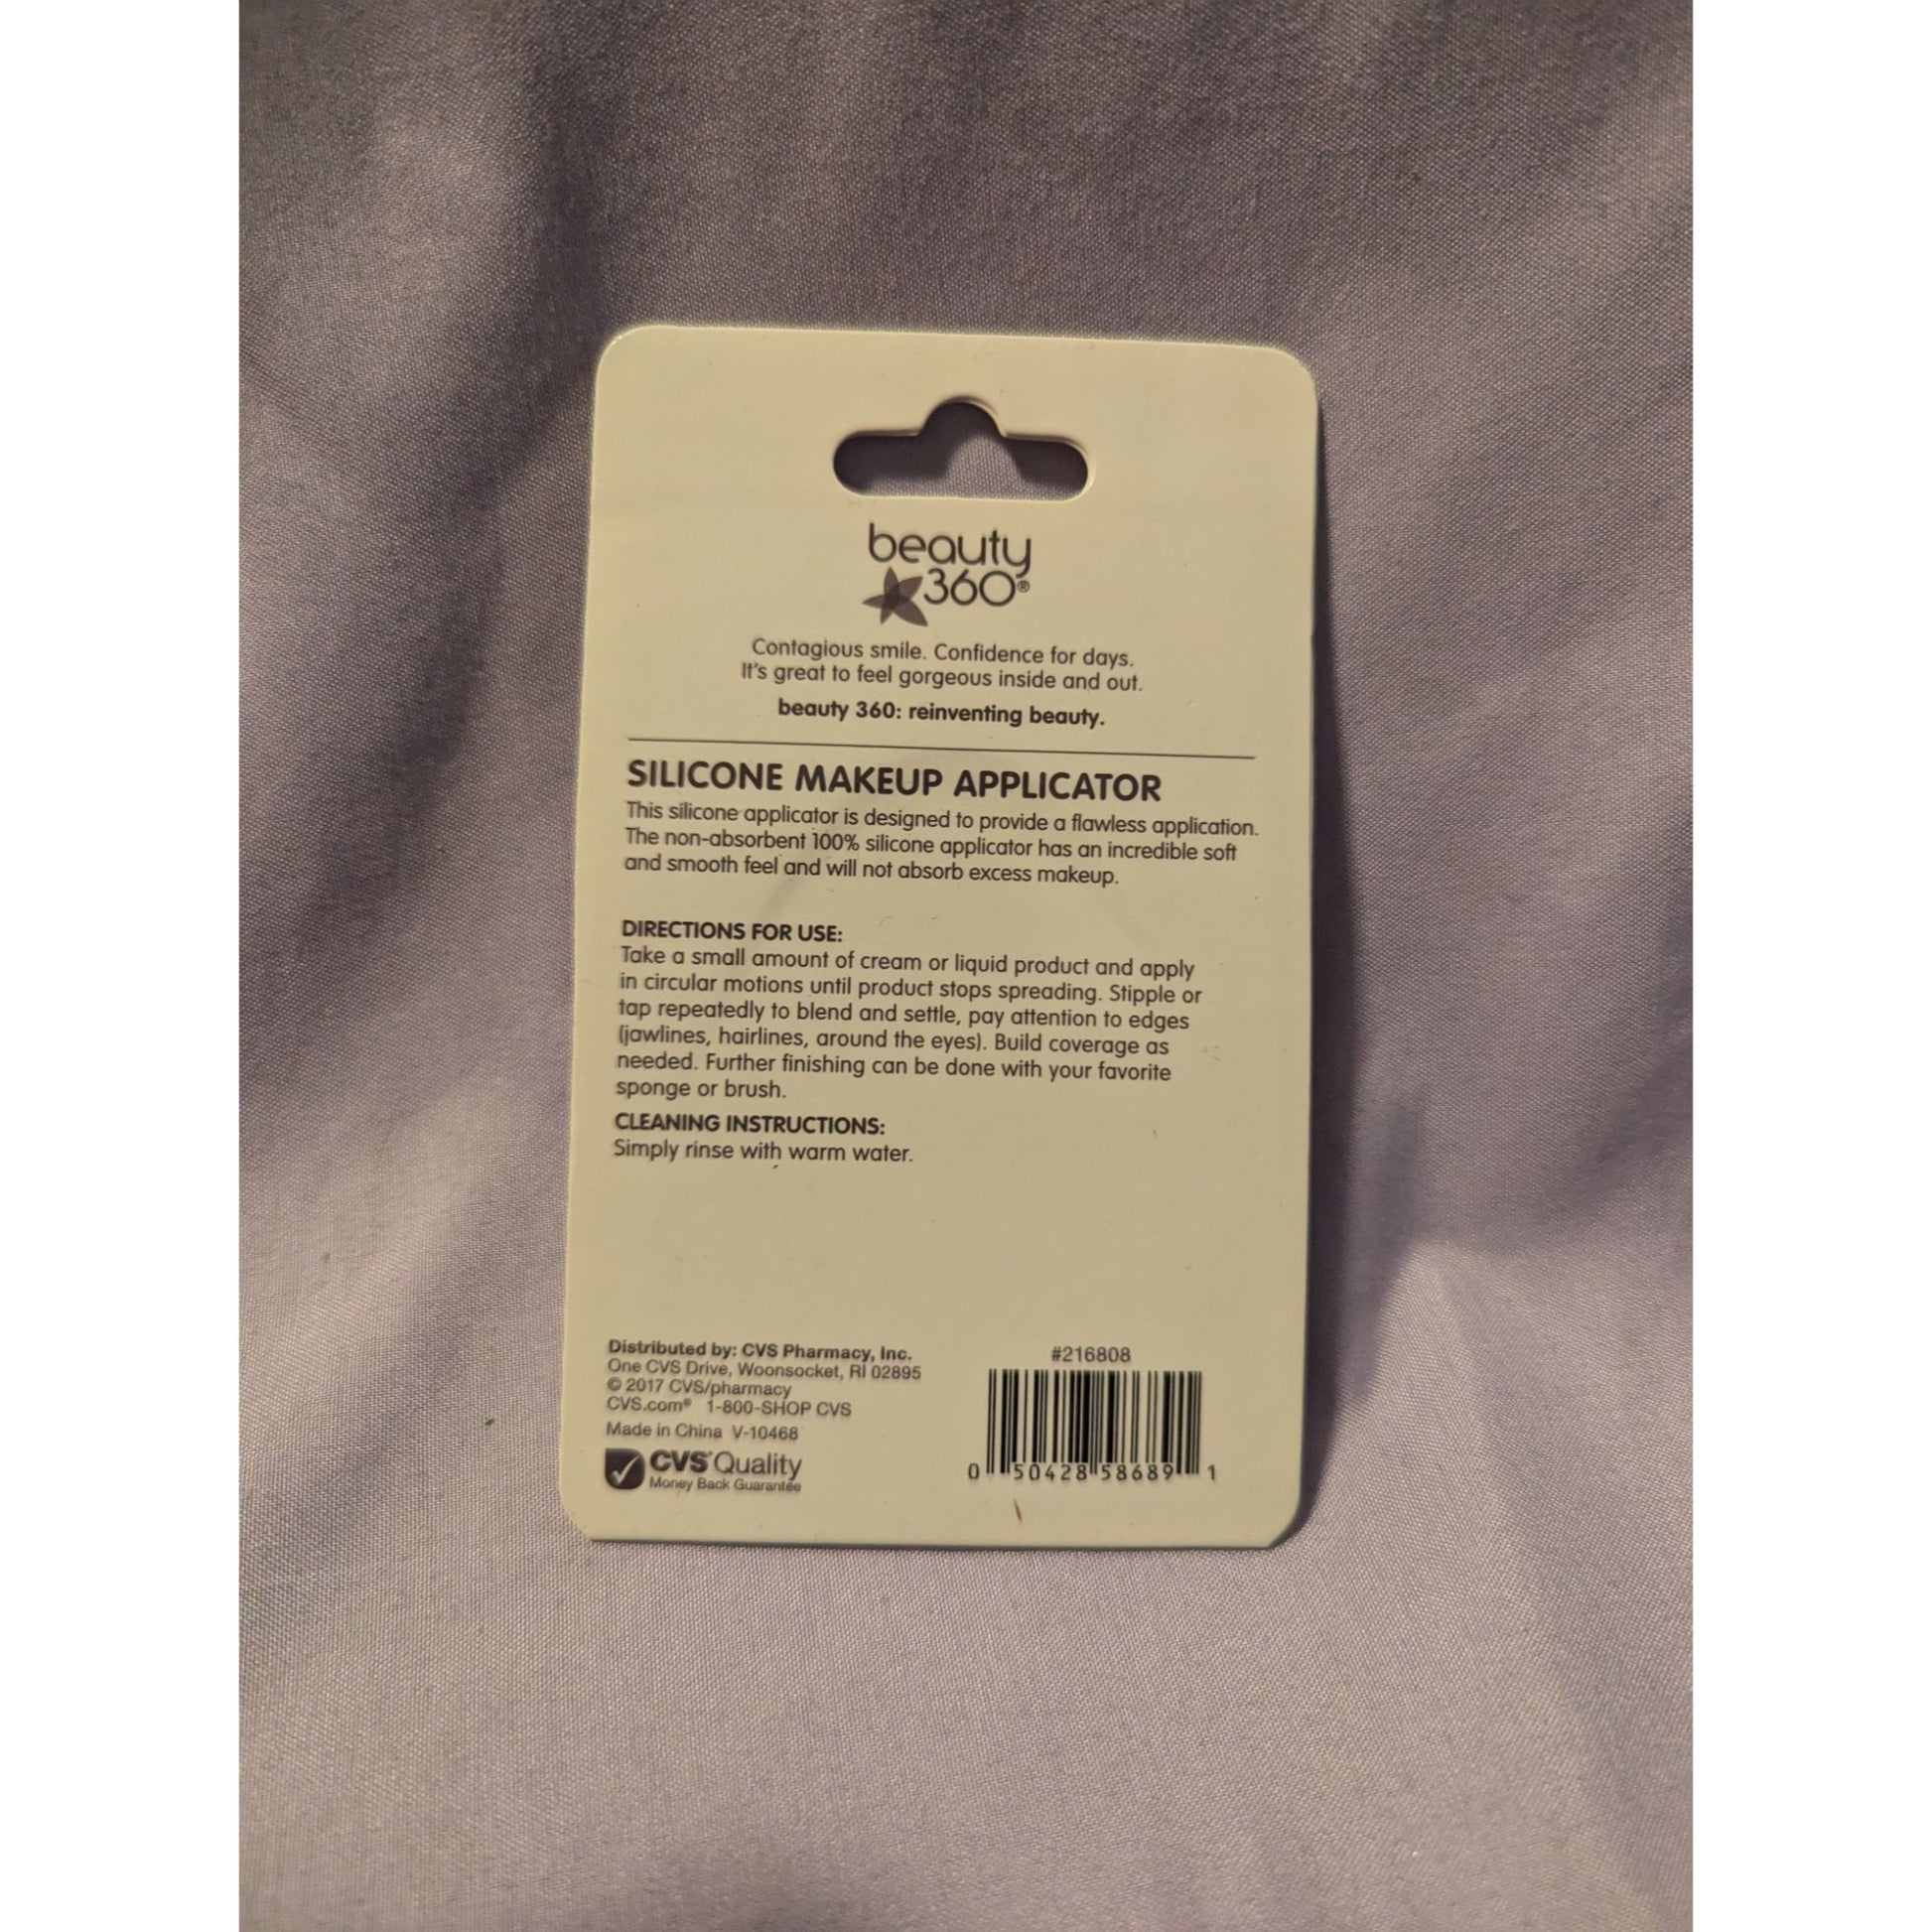 beauty
360®
Contagious smile. Confidence for days.
It's great to feel gorgeous inside and out.
beauty 360: reinventing beauty.
SILICONE MAKEUP APPLICATOR
This silicone applicator is designed to provide a flawless application.
The non-absorbent 100% silicone applicator has an incredible soft
and smooth feel and will not absorb excess makeup.
DIRECTIONS FOR USE:
Take a small amount of cream or liquid product and apply
in circular motions until product stops spreading. Stipple or
tap repeatedly to blend and settle, pay attention to edges
(jawlines, hairlines, around the eyes). Build coverage as
needed. Further finishing can be done with your favorite
sponge or brush.
CLEANING INSTRUCTIONS:
Simply rinse with warm water.
Distributed by: CVS Pharmacy, Inc.
One CVS Drive, Woonsocket, RI 02895
© 2017 CVS/pharmacy
CVS.com® 1-800-SHOP CVS
Made in China V-10468
CVS Quality
Money Back Guarantee
#216808
0 50428 58689 1